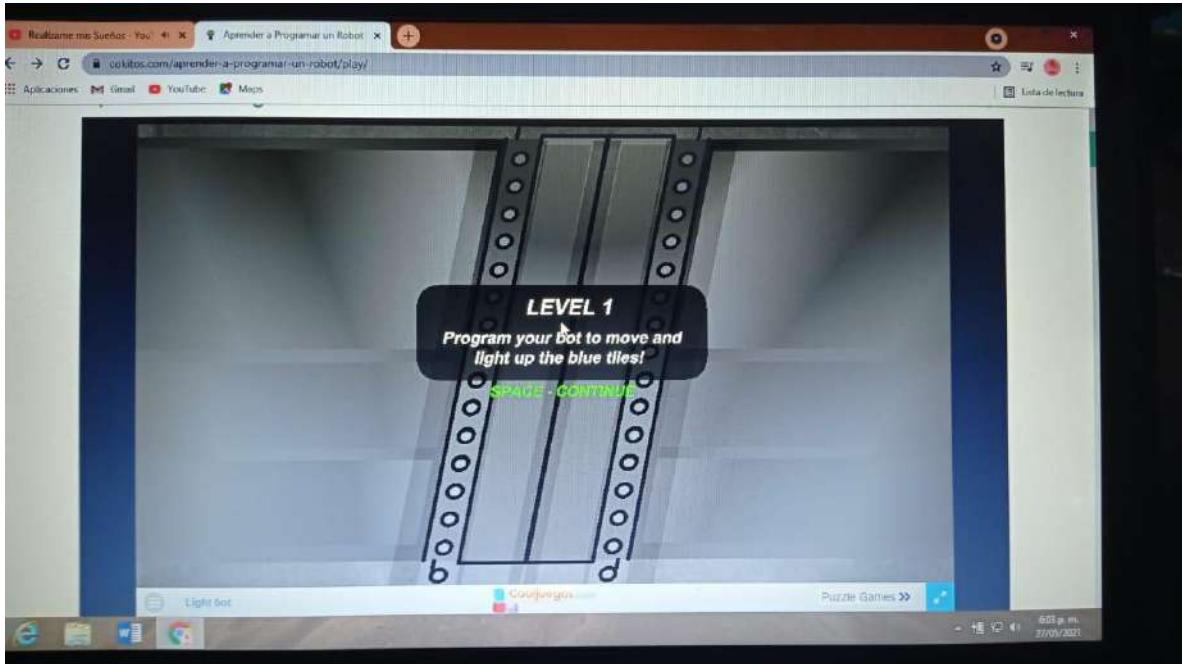 Realizame mis Sueños - You
Aprender a Programar un Robot
cokitos.com/aprender-a-programar-un-robot/play/
Aplicaciones
Gmail
YouTube
Maps
Lista de lectura
LEVEL 1
Program your bot to move and
light up the blue tiles!
SPACE - CONTINUE
Light bot
Puzzle Games >>
6:03 p. m.
27/05/2021